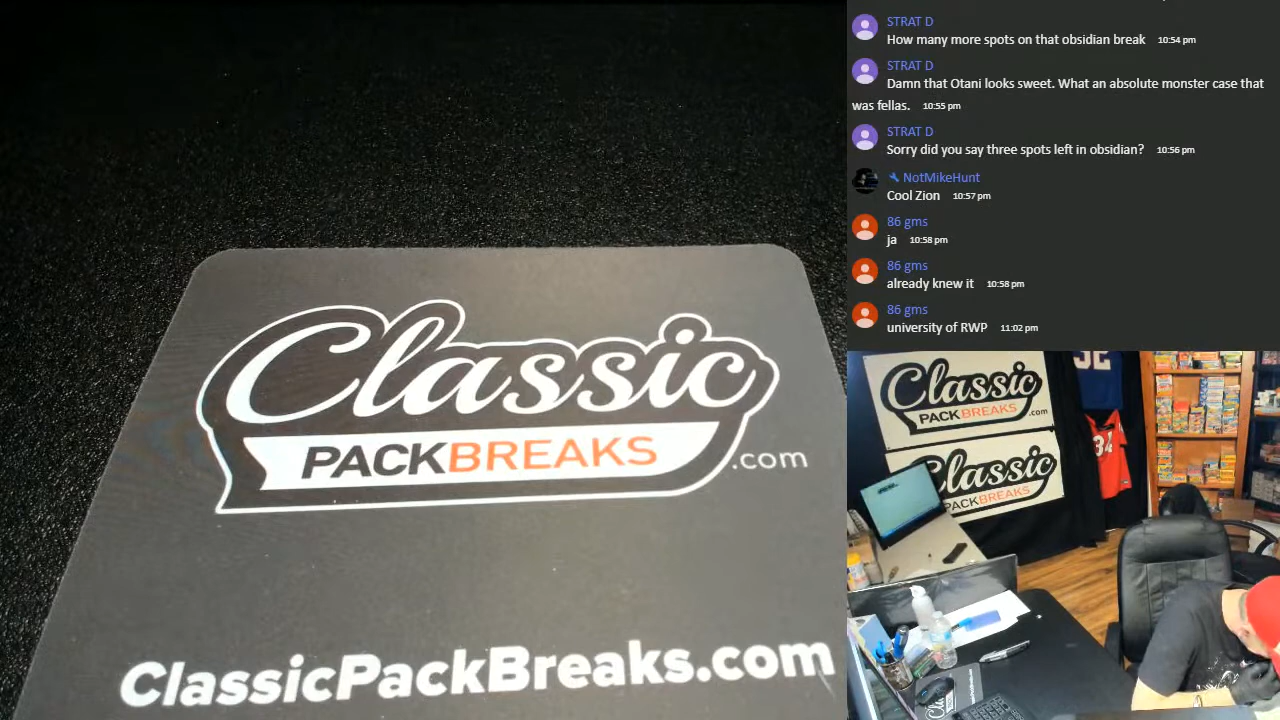 STRAT D
How many more spots on that obsidian break 10:54 pm
STRAT D
Damn that Otani looks sweet. What an absolute monster case that
was fellas. 10:55 pm
STRAT D
Sorry did you say three spots left in obsidian? 10:56 pm
NotMikeHunt
Cool Zion 10:57 pm
86 gms
ja 10:58 pm
86 gms
already knew it 10:58 pm
86 gms
university of RWP 11:02 pm
Classic
PACKBREAKS
.com
ClassicPackBreaks.com
Classic
PACKBREAKS
.com
Classic
PACKBREAKS
32
34